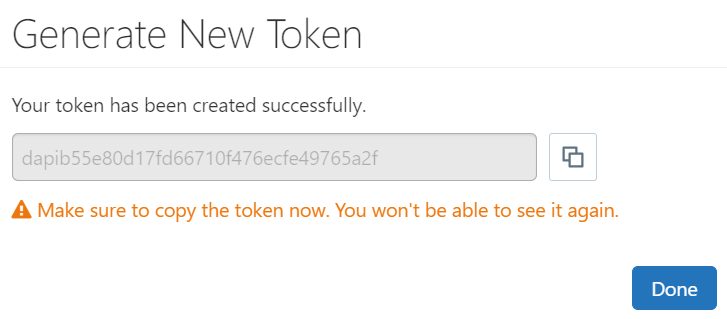 Generate New Token
Your token has been created successfully.
dapib55e80d17fd66710f476ecfe49765a2f
Make sure to copy the token now. You won't be able to see it again.
Done